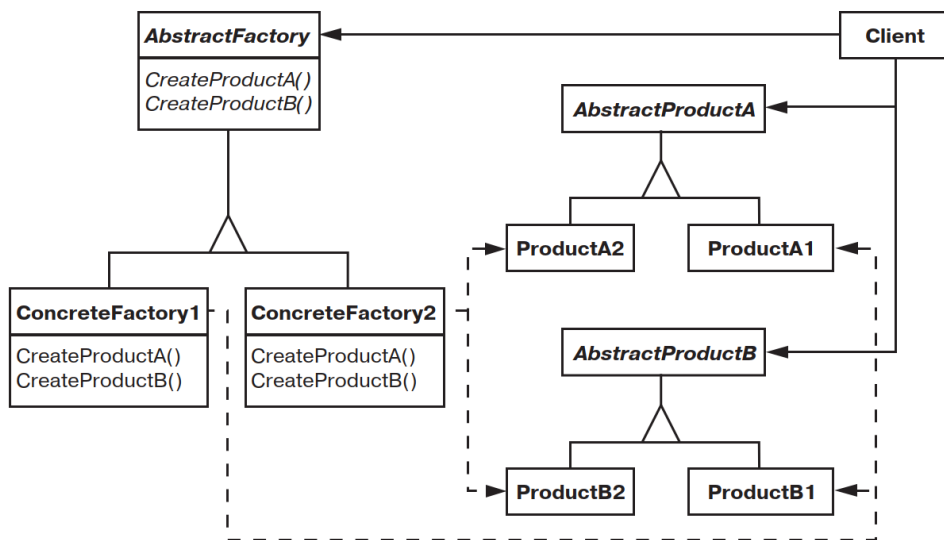 AbstractFactory
Client
CreateProductA()
CreateProductB()
AbstractProductA
ProductA2
ProductA1
ConcreteFactory1
ConcreteFactory2
CreateProductA()
CreateProductB()
CreateProductA()
CreateProductB()
AbstractProductB
ProductB2
ProductB1